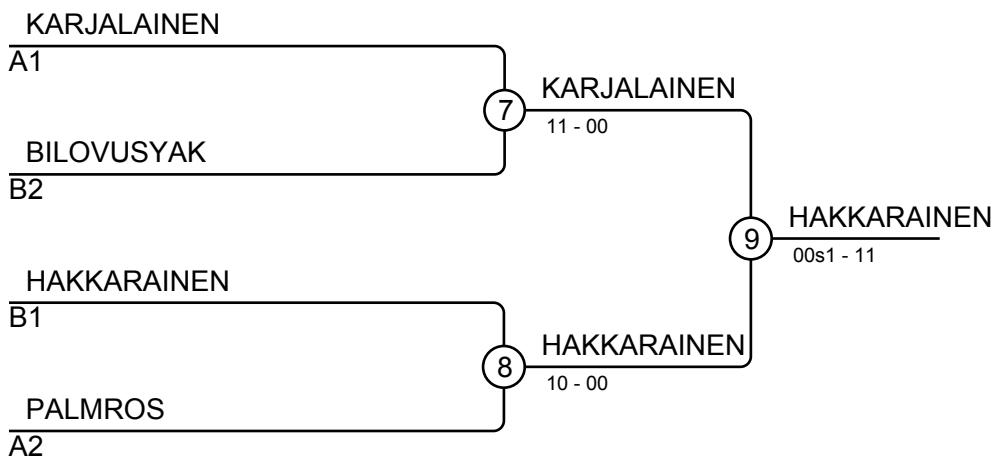 KARJALAINEN
A1
7
KARJALAINEN
11 - 00
BILOVUSYAK
B2
9
HAKKARAINEN
00s1 - 11
HAKKARAINEN
B1
8
HAKKARAINEN
10 - 00
PALMROS
A2